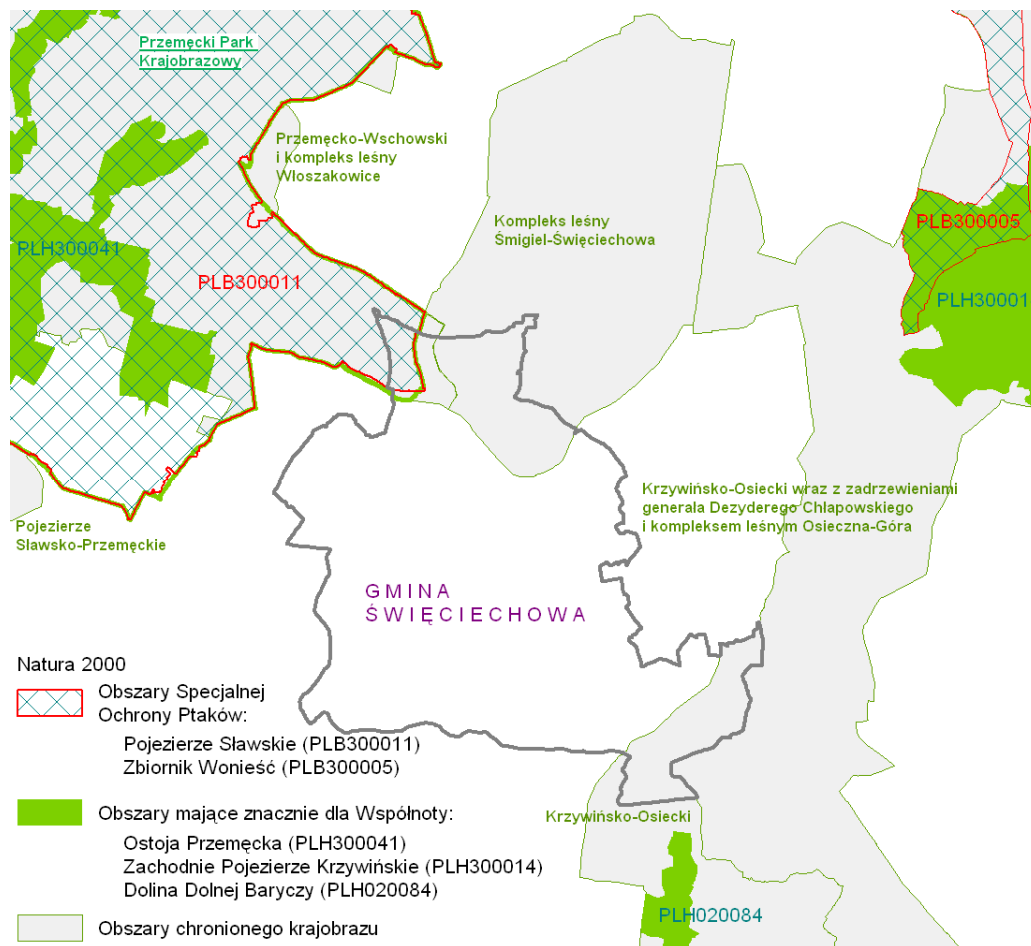 Przemęcki Park
Krajobrazowy
Przemęcko-Wschowski
i kompleks leśny
Włoszakowice
Kompleks leśny
Śmigiel-Święciechowa
PLB300005
PLH300041
PLB300011
PLH30001
Krzywińsko-Osiecki wraz z zadrzewieniami
generała Dezyderego Chłapowskiego
i kompleksem leśnym Osieczna-Góra
Pojezierze
Sławsko-Przemęckie
GMINA
ŚWIĘCIECHOWA
Natura 2000
Obszary Specjalnej
Ochrony Ptaków:
Pojezierze Sławskie (PLB300011)
Zbiornik Wonieść (PLB300005)
Obszary mające znacznie dla Wspólnoty:
Krzywińsko-Osiecki
Ostoja Przemęcka (PLH300041)
Zachodnie Pojezierze Krzywińskie (PLH300014)
Dolina Dolnej Baryczy (PLH020084)
PLH020084
Obszary chronionego krajobrazu